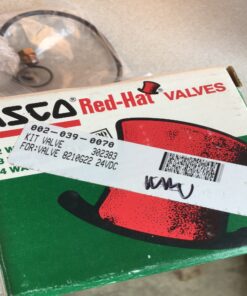 ASCO Red-Hat VALVES
002-039-0070
KIT VALVE 302383
FOR:VALVE 8210G22 24VDC